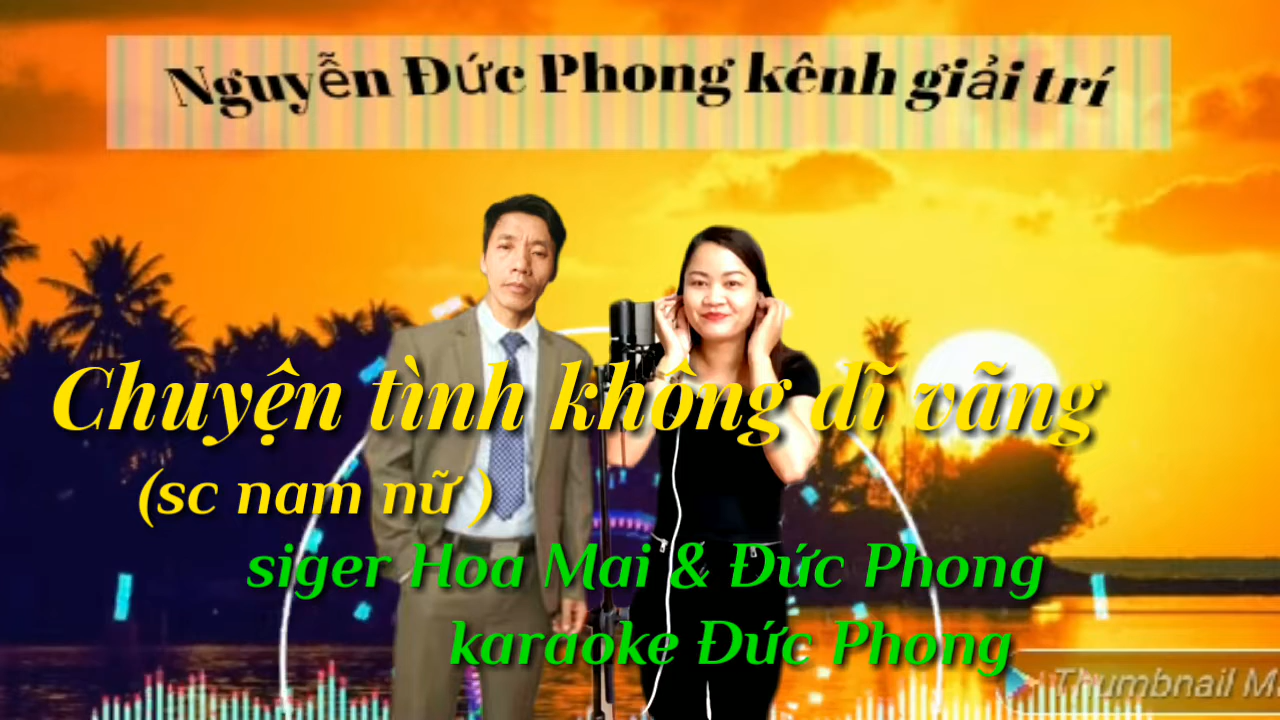 Nguyễn Đức Phong kênh giải trí
Chuyện tình không dĩ vãng
(sc nam nữ )
siger Hoa Mai & Đức Phong
karaoke Đức Phong
Thumbnail M